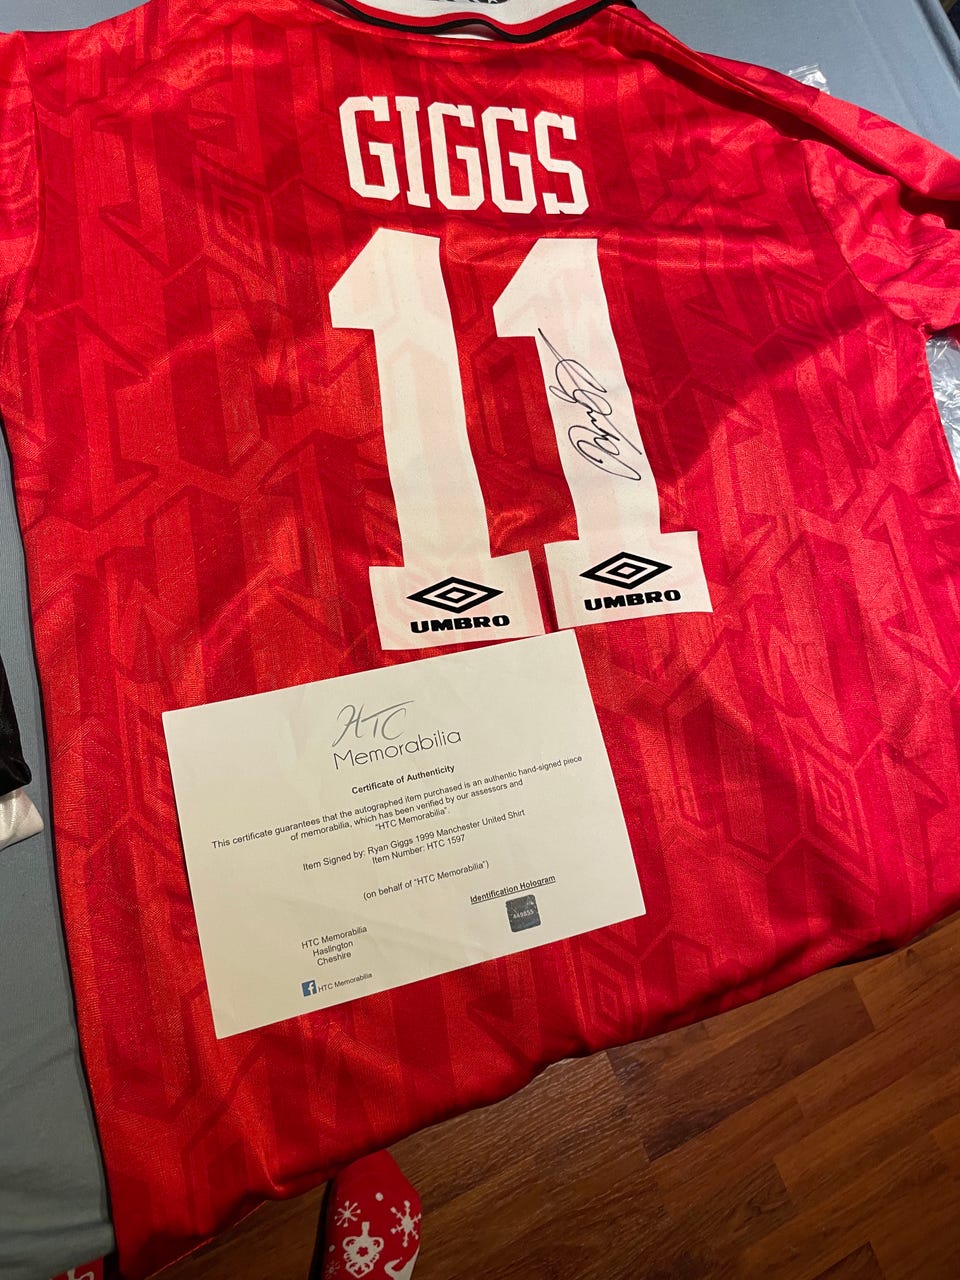 GIGGS
11
UMBRO
UMBRO
HTC
Memorabilia
Certificate of Authenticity
This certificate guarantees that the autographed item purchased is an authentic hand-signed piece
of memorabilia, which has been verified by our assessors and
"HTC Memorabilia".
Item Signed by: Ryan Giggs 1999 Manchester United Shirt
Item Number: HTC 1597
(on behalf of "HTC Memorabilia")
Identification Hologram
449855
HTC Memorabilia
Haslington
Cheshire
f HTC Memorabilia